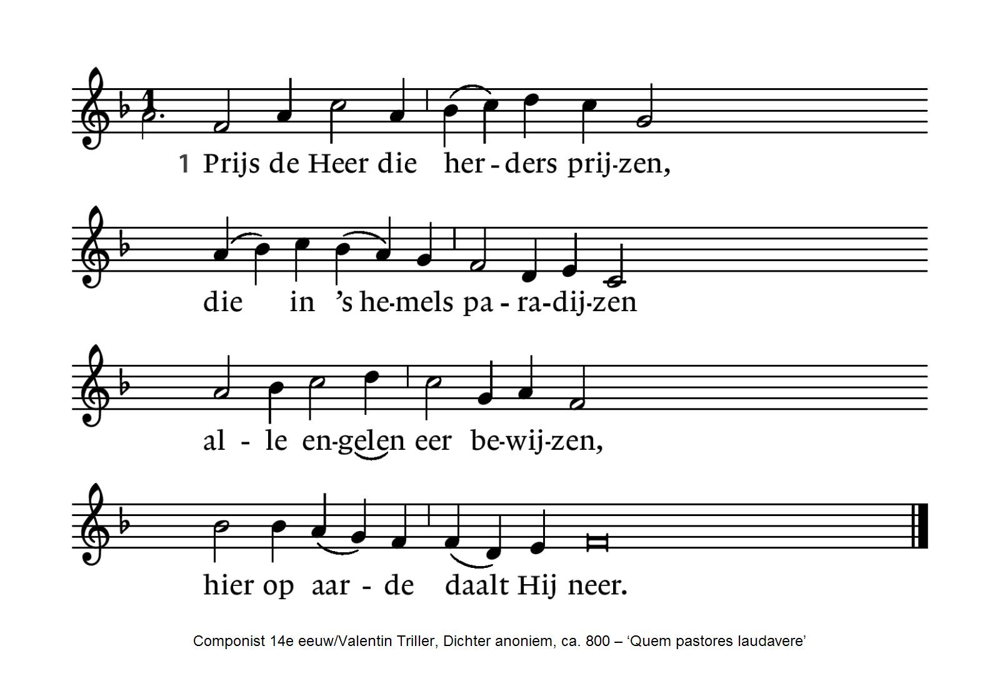 1
1 Prijs de Heer die her - ders prij-zen,
die in ’s he-mels pa - ra-dij-zen
al - le en-gelen eer be-wij-zen,
hier op aar - de daalt Hij neer.
Componist 14e eeuw/Valentin Triller, Dichter anoniem, ca. 800 – ‘Quem pastores laudavere’